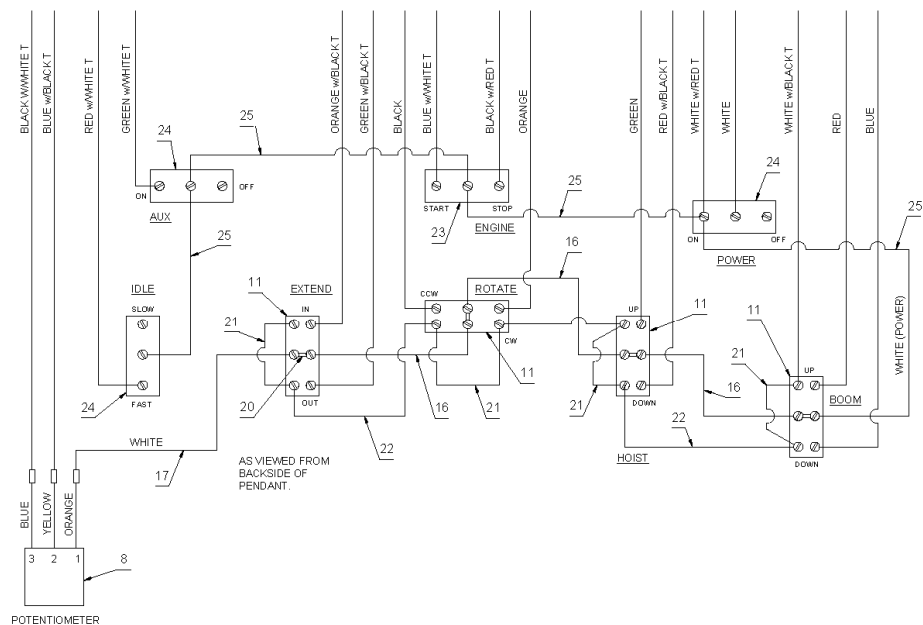 BLACK W/WHITE T
BLUE w/BLACK T
RED w/WHITE T
GREEN w/WHITE T
ORANGE w/BLACK T
GREEN w/BLACK T
BLACK
BLUE w/WHITE T
BLACK w/RED T
ORANGE
GREEN
RED w/BLACK T
WHITE w/RED T
WHITE
WHITE w/BLACK T
RED
BLUE
24
25
ON
OFF
AUX
START
STOP
23
ENGINE
25
24
ON
OFF
POWER
25
25
IDLE
SLOW
FAST
24
11
EXTEND
IN
OUT
21
20
CCW
ROTATE
CW
16
11
16
21
22
UP
11
DOWN
21
HOIST
16
22
11
UP
21
BOOM
DOWN
WHITE (POWER)
WHITE
17
AS VIEWED FROM
BACKSIDE OF
PENDANT.
BLUE
YELLOW
ORANGE
3 2 1
8
POTENTIOMETER